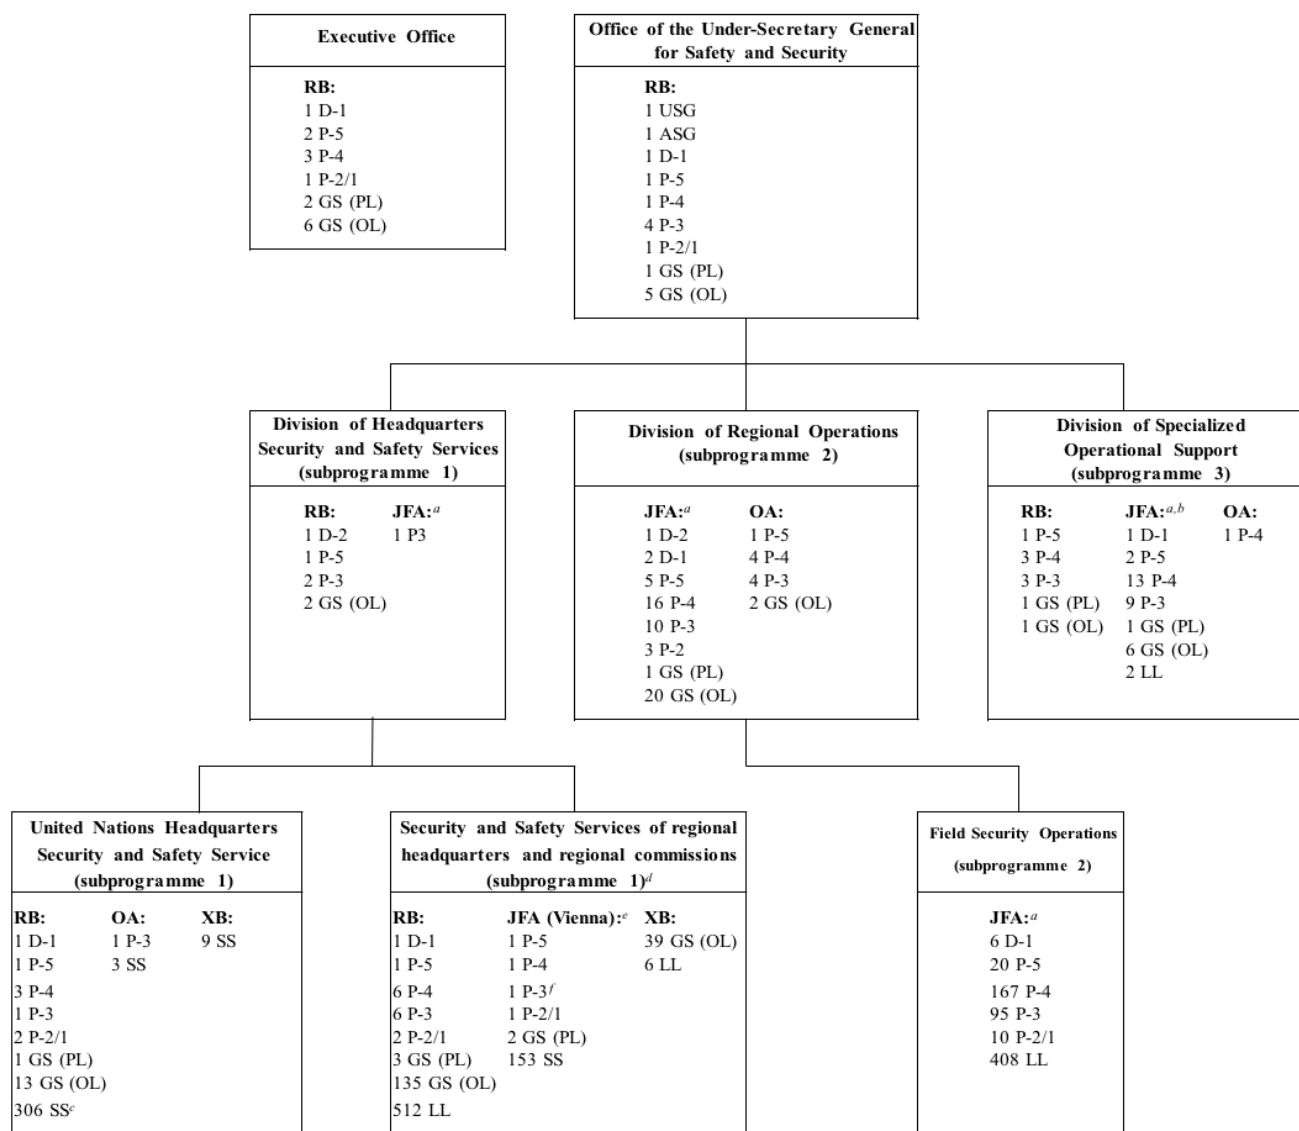 Executive Office
RB:
1 D-1
2 P-5
3 P-4
1 P-2/1
2 GS (PL)
6 GS (OL)
Office of the Under-Secretary General
for Safety and Security
RB:
1 USG
1 ASG
1 D-1
1 P-5
1 P-4
4 P-3
1 P-2/1
1 GS (PL)
5 GS (OL)
Division of Headquarters
Security and Safety Services
(subprogramme 1)
RB: JFA:a
1 D-2 1 P3
1 P-5
2 P-3
2 GS (OL)
Division of Regional Operations
(subprogramme 2)
JFA:a OA:
1 D-2 1 P-5
2 D-1 4 P-4
5 P-5 4 P-3
16 P-4 2 GS (OL)
10 P-3
3 P-2
1 GS (PL)
20 GS (OL)
Division of Specialized
Operational Support
(subprogramme 3)
RB: JFA:a,b OA:
1 P-5 1 D-1 1 P-4
3 P-4 2 P-5
3 P-3 13 P-4
1 GS (PL) 9 P-3
1 GS (OL) 1 GS (PL)
6 GS (OL)
2 LL
United Nations Headquarters
Security and Safety Service
(subprogramme 1)
RB: OA: XB:
1 D-1 1 P-3 9 SS
1 P-5 3 SS
3 P-4
1 P-3
2 P-2/1
1 GS (PL)
13 GS (OL)
306 SSc
Security and Safety Services of regional
headquarters and regional commissions
(subprogramme 1)d
RB: JFA (Vienna):e XB:
1 D-1 1 P-5 39 GS (OL)
1 P-5 1 P-4 6 LL
6 P-4 1 P-3f
6 P-3 1 P-2/1
2 P-2/1 2 GS (PL)
3 GS (PL) 153 SS
135 GS (OL)
512 LL
Field Security Operations
(subprogramme 2)
JFA:a
6 D-1
20 P-5
167 P-4
95 P-3
10 P-2/1
408 LL